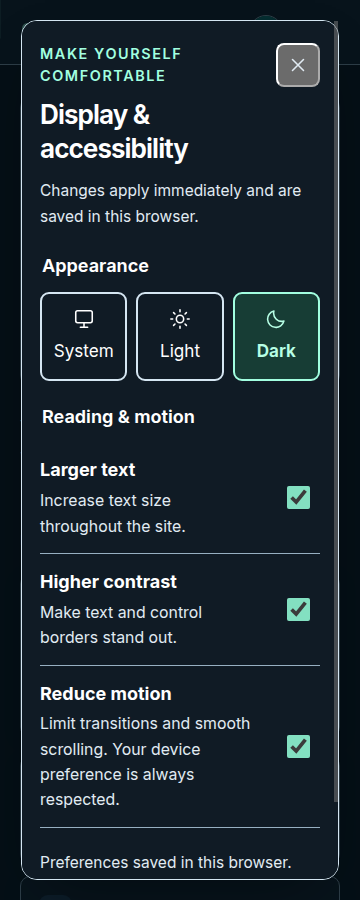 MAKE YOURSELF
COMFORTABLE
Display &
accessibility
Changes apply immediately and are
saved in this browser.
Appearance
System
Light
Dark
Reading & motion
Larger text
Increase text size
throughout the site.
Higher contrast
Make text and control
borders stand out.
Reduce motion
Limit transitions and smooth
scrolling. Your device
preference is always
respected.
Preferences saved in this browser.